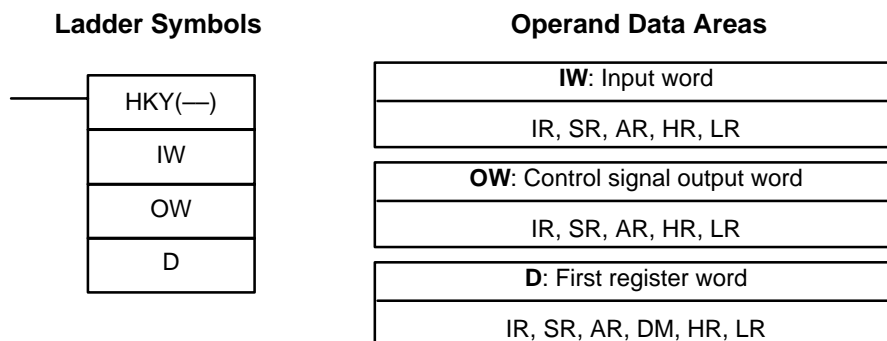 Ladder Symbols
HKY(––)
IW
OW
D
Operand Data Areas
IW: Input word
IR, SR, AR, HR, LR
OW: Control signal output word
IR, SR, AR, HR, LR
D: First register word
IR, SR, AR, DM, HR, LR